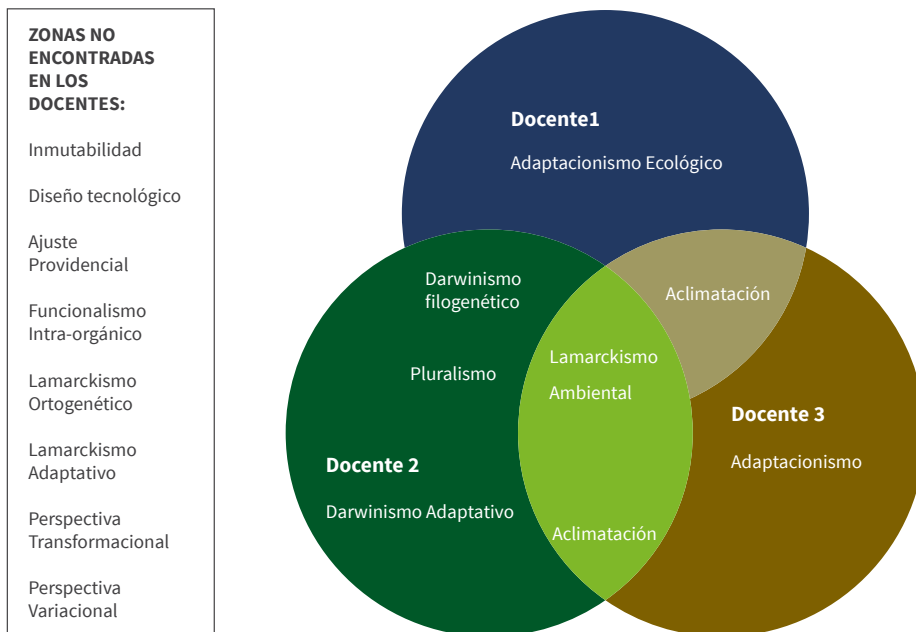 ZONAS NO
ENCONTRADAS
EN LOS
DOCENTES:
Inmutabilidad
Diseño tecnológico
Ajuste
Providencial
Funcionalismo
Intra-orgánico
Lamarckismo
Ortogenético
Lamarckismo
Adaptativo
Perspectiva
Transformacional
Perspectiva
Variacional
Docente1
Adaptacionismo Ecológico
Darwinismo
filogenético
Aclimatación
Pluralismo
Lamarckismo
Ambiental
Docente 2
Darwinismo Adaptativo
Aclimatación
Docente 3
Adaptacionismo